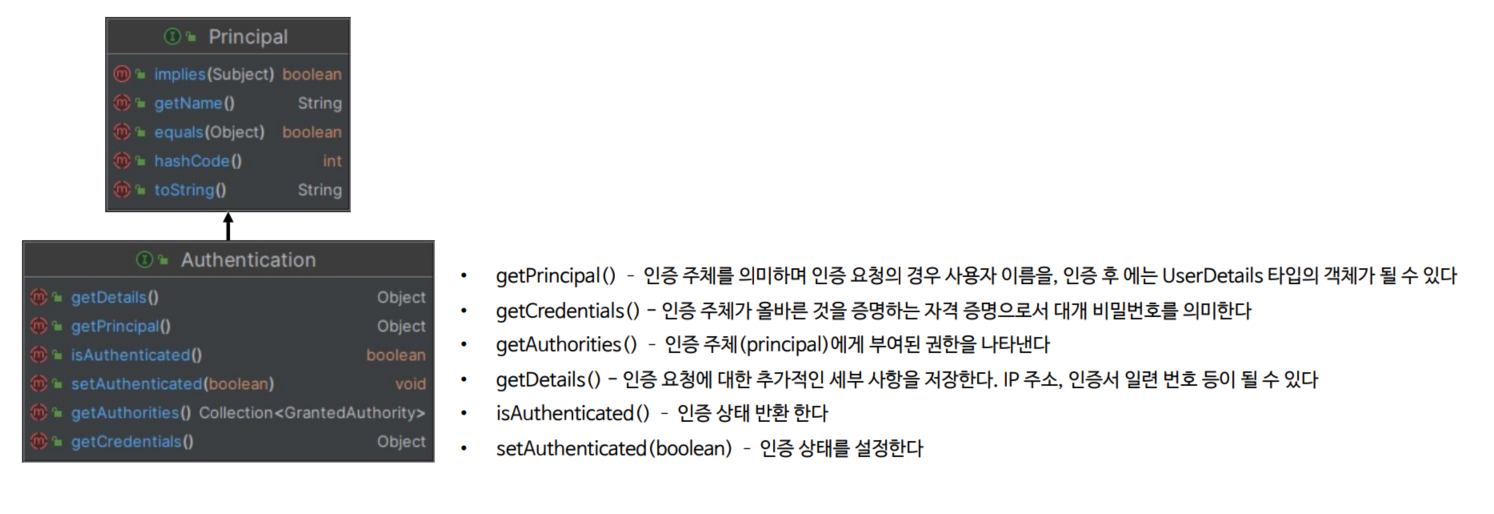 Principal
implies(Subject) boolean
getName() String
equals(Object) boolean
hashCode() int
toString() String
Authentication
getDetails() Object
getPrincipal() Object
isAuthenticated() boolean
setAuthenticated(boolean) void
getAuthorities() Collection<GrantedAuthority>
getCredentials() Object
• getPrincipal() – 인증 주체를 의미하며 인증 요청의 경우 사용자 이름을, 인증 후 에는 UserDetails 타입의 객체가 될 수 있다
• getCredentials() – 인증 주체가 올바른 것을 증명하는 자격 증명으로서 대개 비밀번호를 의미한다
• getAuthorities() – 인증 주체(principal)에게 부여된 권한을 나타낸다
• getDetails() – 인증 요청에 대한 추가적인 세부 사항을 저장한다. IP 주소, 인증서 일련 번호 등이 될 수 있다
• isAuthenticated() – 인증 상태 반환 한다
• setAuthenticated(boolean) – 인증 상태를 설정한다